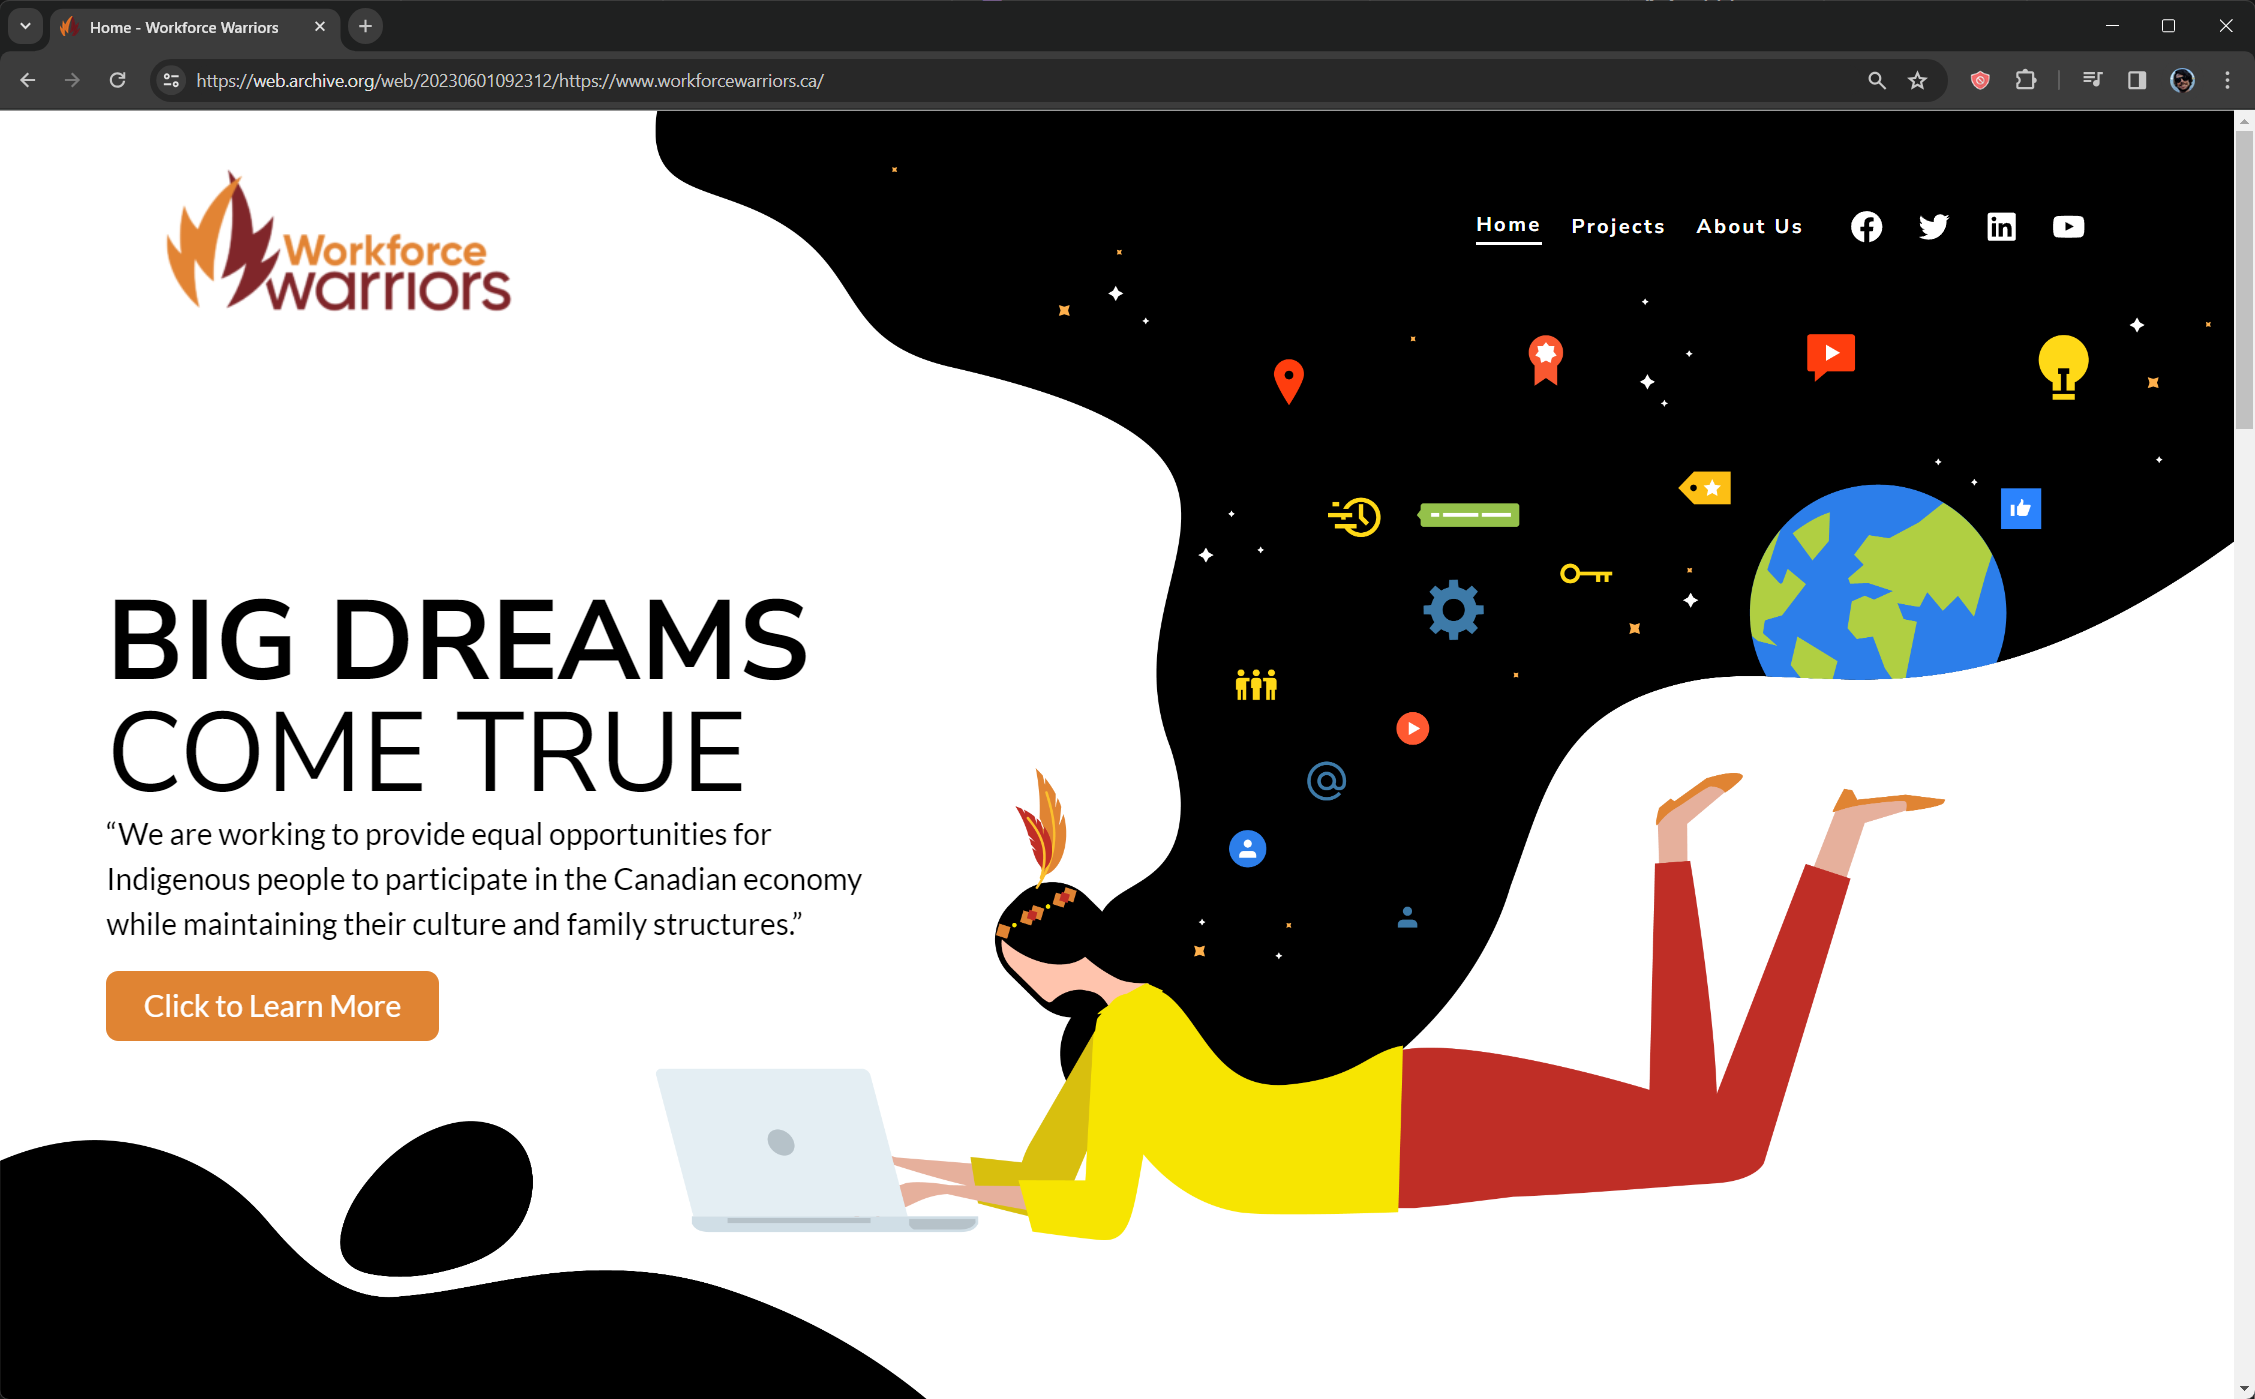 Home - Workforce Warriors
https://web.archive.org/web/20230601092312/https://www.workforcewarriors.ca/
Workforce
warriors
Home Projects About Us
BIG DREAMS
COME TRUE
“We are working to provide equal opportunities for
Indigenous people to participate in the Canadian economy
while maintaining their culture and family structures.”
Click to Learn More